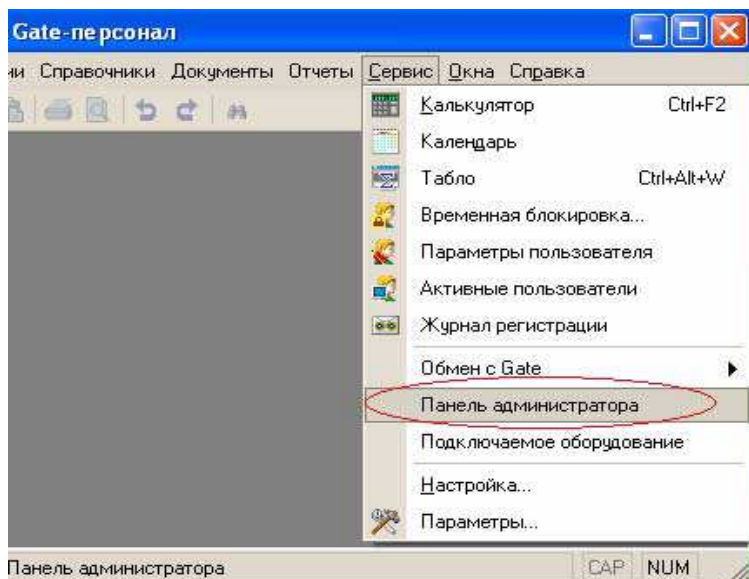 Gate-персонал
ии Справочники Документы Отчеты Сервис Окна Справка
Калькулятор Ctrl+F2
Календарь
Табло Ctrl+Alt+W
Временная блокировка...
Параметры пользователя
Активные пользователи
Журнал регистрации
Обмен с Gate
Панель администратора
Подключаемое оборудование
Настройка...
Параметры...
Панель администратора CAP NUM